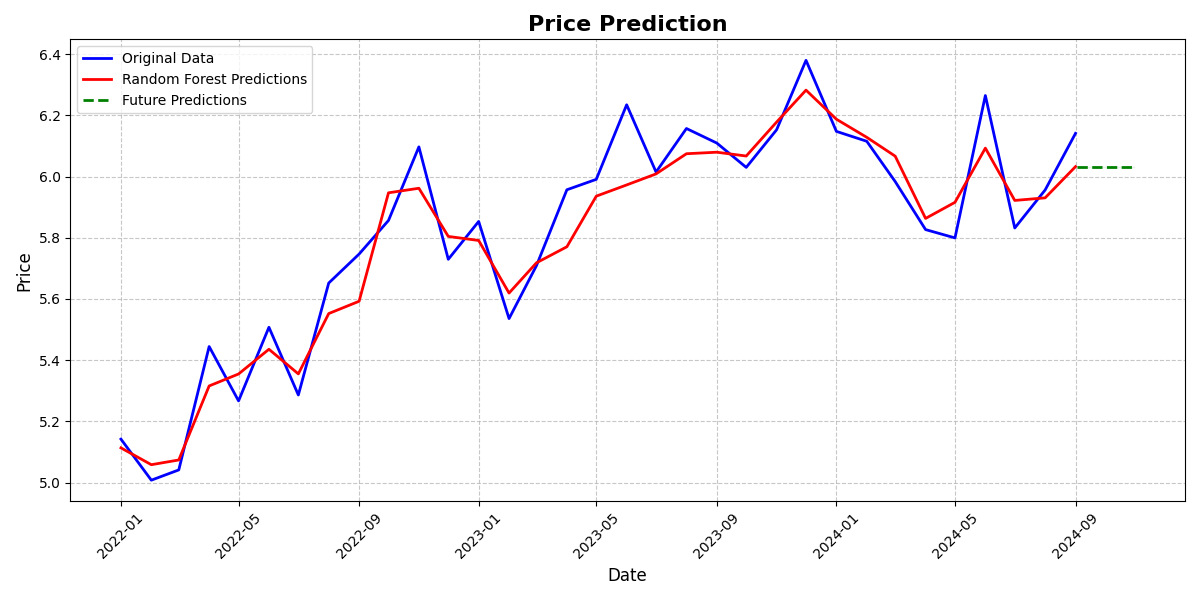 Price Prediction
Original Data
Random Forest Predictions
Future Predictions
Price
6.4
6.2
6.0
5.8
5.6
5.4
5.2
5.0
2022-01
2022-05
2022-09
2023-01
2023-05
2023-09
2024-01
2024-05
2024-09
Date